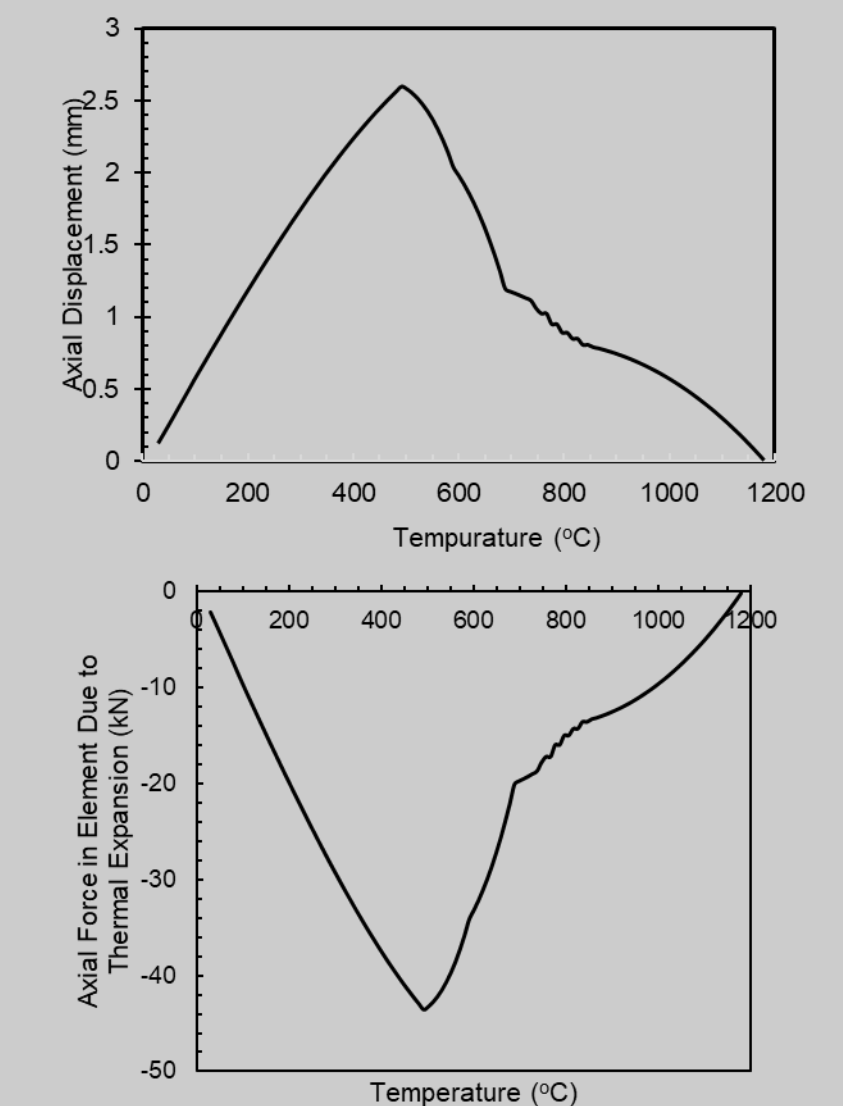 3
2.5
2
1.5
1
0.5
0
Axial Displacement (mm)
0 200 400 600 800 1000 1200
Tempurature (°C)
0
0 200 400 600 800 1000 1200
-10
-20
-30
-40
-50
Axial Force in Element Due to
Thermal Expansion (kN)
Temperature (°C)